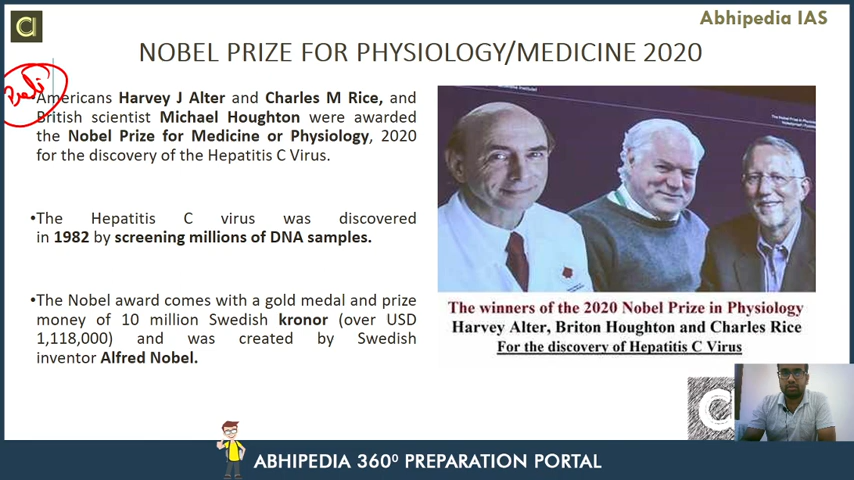 Abhipedia IAS
NOBEL PRIZE FOR PHYSIOLOGY/MEDICINE 2020
Americans Harvey J Alter and Charles M Rice, and
British scientist Michael Houghton were awarded
the Nobel Prize for Medicine or Physiology, 2020
for the discovery of the Hepatitis C Virus.
•The Hepatitis C virus was discovered
in 1982 by screening millions of DNA samples.
•The Nobel award comes with a gold medal and prize
money of 10 million Swedish kronor (over USD
1,118,000) and was created by Swedish
inventor Alfred Nobel.
The winners of the 2020 Nobel Prize in Physiology
Harvey Alter, Briton Houghton and Charles Rice
For the discovery of Hepatitis C Virus
ABHIPEDIA 360⁰ PREPARATION PORTAL